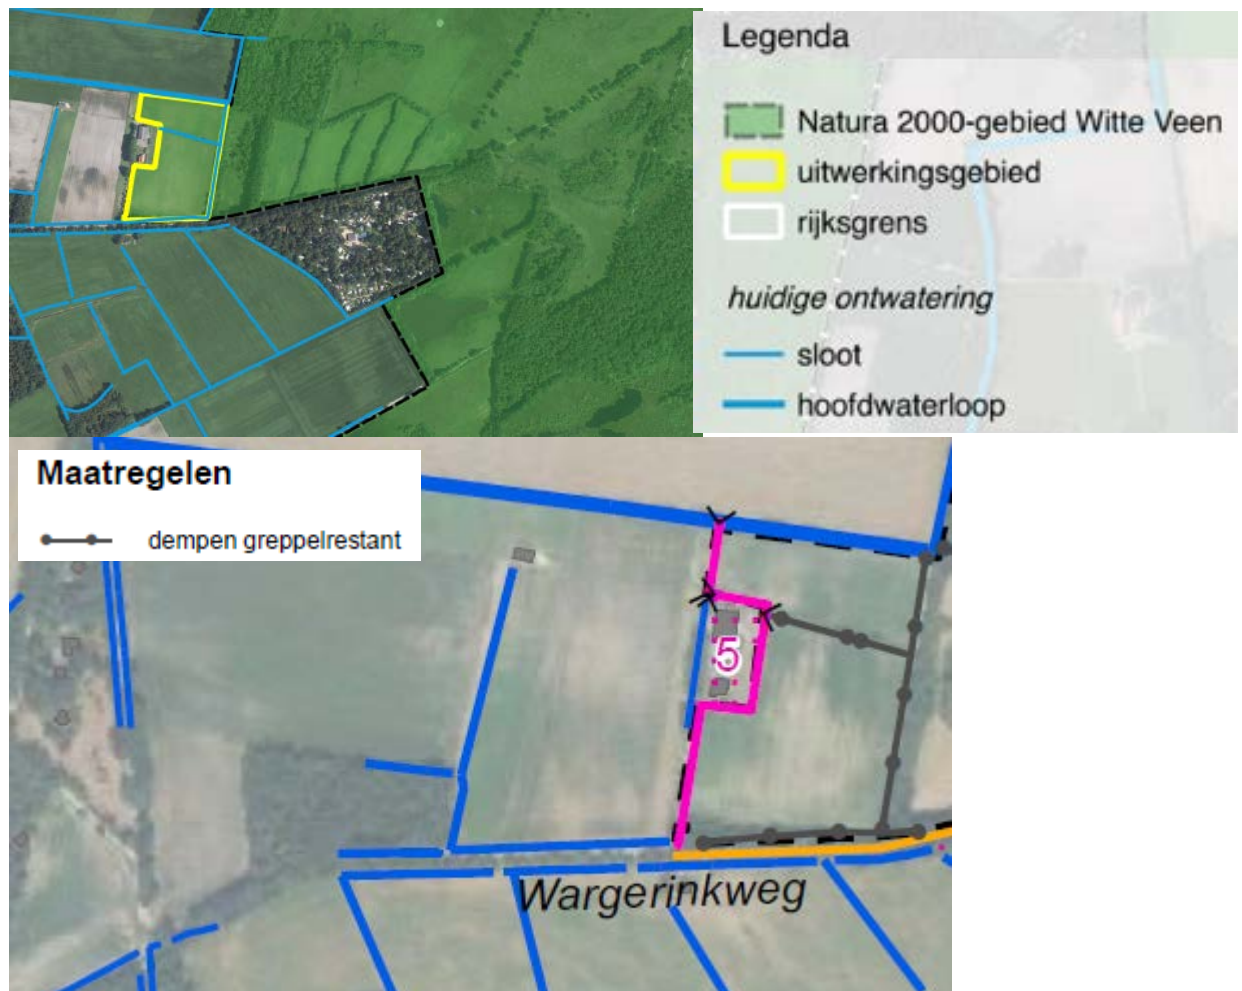 Legenda
Natura 2000-gebied Witte Veen
uitwerkingsgebied
rijksgrens
huidige ontwatering
sloot
hoofdwaterloop
Maatregelen
dempen greppelrestant
5
Wargerinkweg